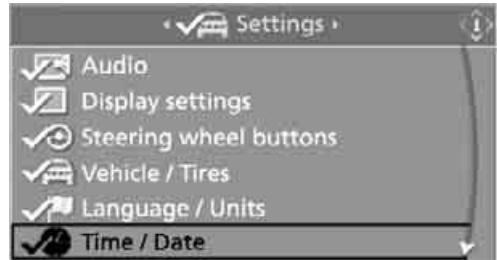 Settings
Audio
Display settings
Steering wheel buttons
Vehicle / Tires
Language / Units
Time / Date